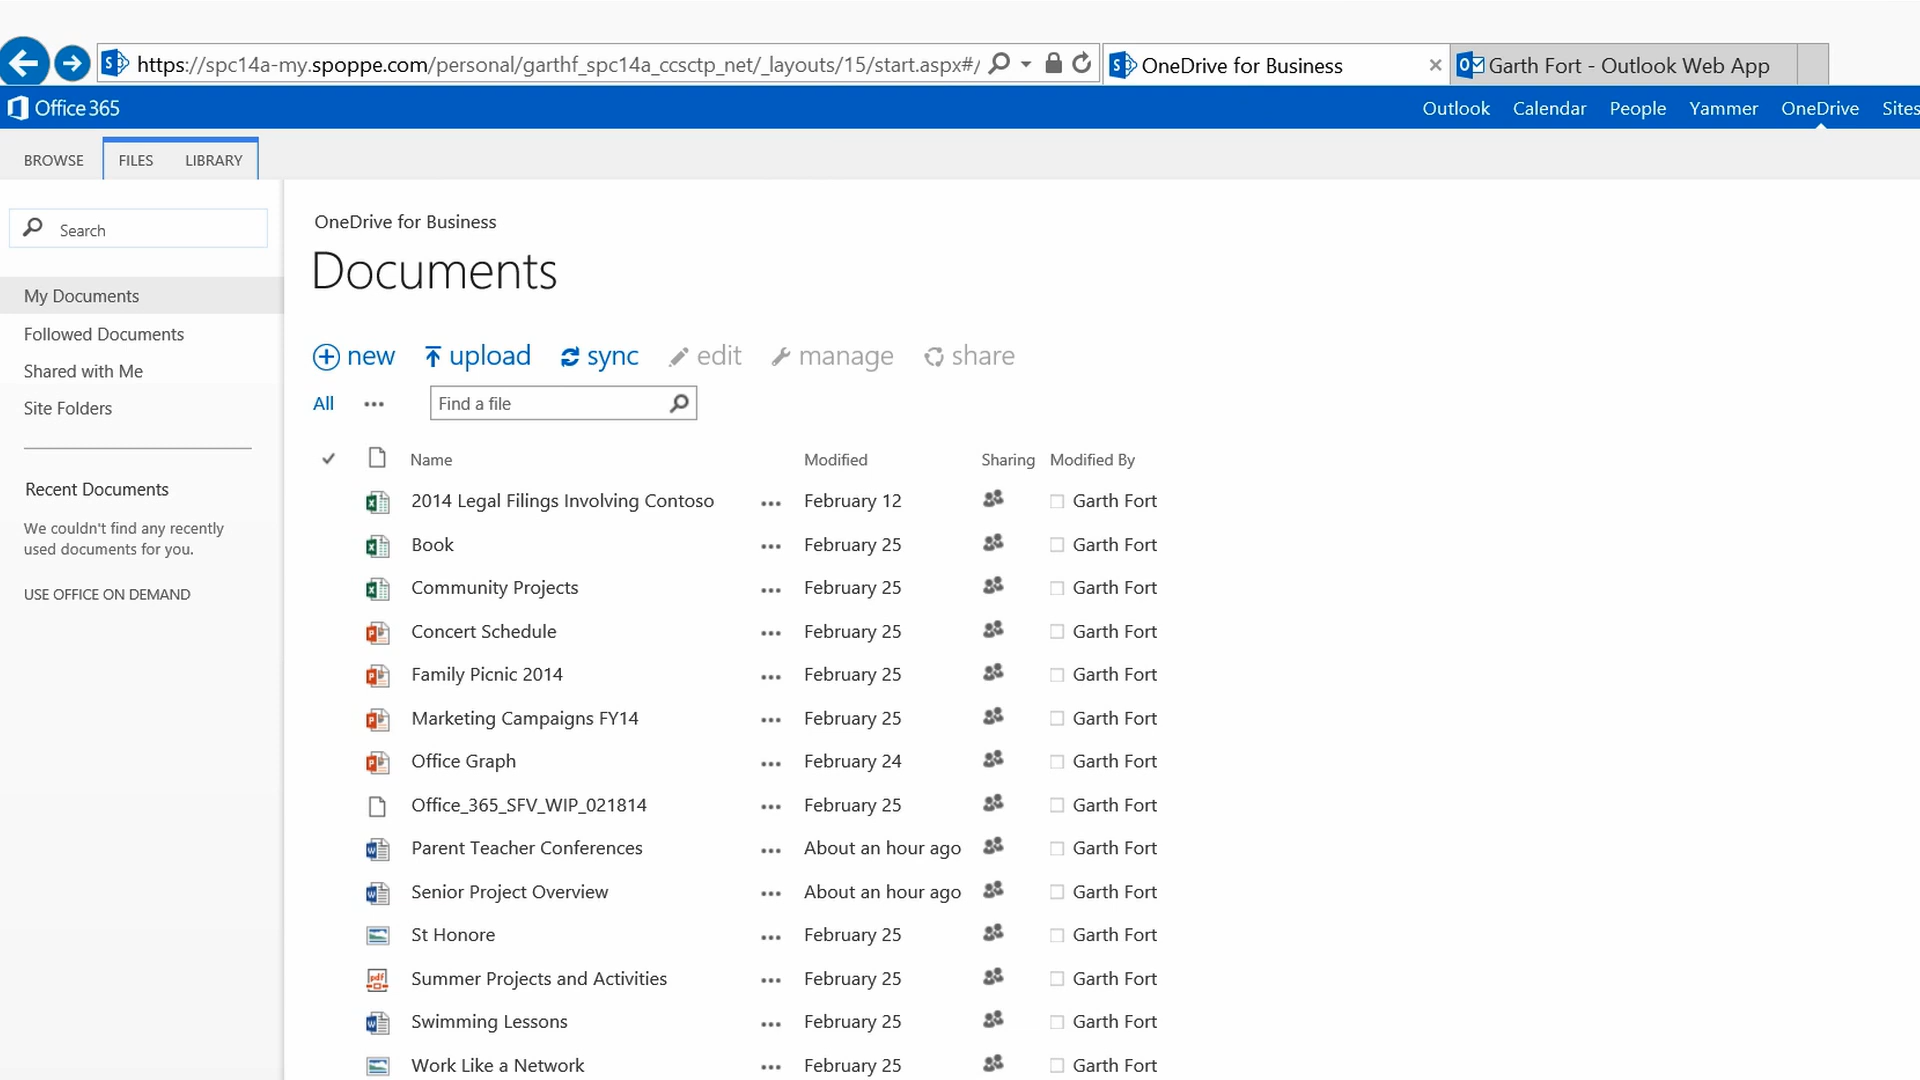 https://spc14a-my.spoppe.com/personal/garthf_spc14a_ccsctp_net/_layouts/15/start.aspx#/
OneDrive for Business
Garth Fort - Outlook Web App
Office 365
Outlook Calendar People Yammer OneDrive Sites
BROWSE FILES LIBRARY
Search
My Documents
Followed Documents
Shared with Me
Site Folders
Recent Documents
We couldn't find any recently
used documents for you.
USE OFFICE ON DEMAND
OneDrive for Business
Documents
new upload sync edit manage share
All ... Find a file
Name Modified Sharing Modified By
2014 Legal Filings Involving Contoso ... February 12 Garth Fort
Book ... February 25 Garth Fort
Community Projects ... February 25 Garth Fort
Concert Schedule ... February 25 Garth Fort
Family Picnic 2014 ... February 25 Garth Fort
Marketing Campaigns FY14 ... February 25 Garth Fort
Office Graph ... February 24 Garth Fort
Office_365_SFV_WIP_021814 ... February 25 Garth Fort
Parent Teacher Conferences ... About an hour ago Garth Fort
Senior Project Overview ... About an hour ago Garth Fort
St Honore ... February 25 Garth Fort
Summer Projects and Activities ... February 25 Garth Fort
Swimming Lessons ... February 25 Garth Fort
Work Like a Network ... February 25 Garth Fort